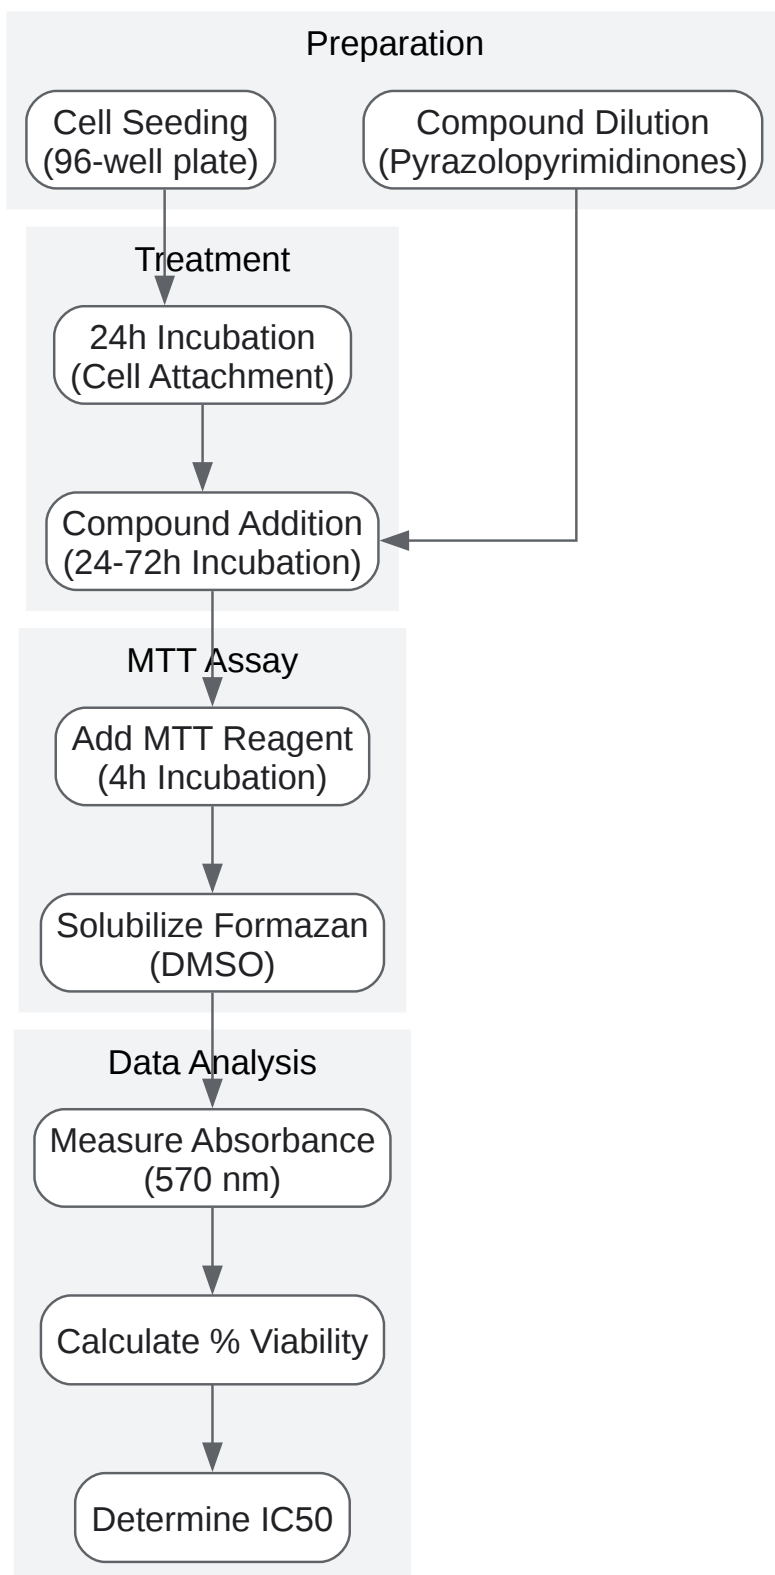 Preparation
Cell Seeding
(96-well plate)
Compound Dilution
(Pyrazolopyrimidinones)
Treatment
24h Incubation
(Cell Attachment)
Compound Addition
(24-72h Incubation)
MTT Assay
Add MTT Reagent
(4h Incubation)
Solubilize Formazan
(DMSO)
Data Analysis
Measure Absorbance
(570 nm)
Calculate % Viability
Determine IC50